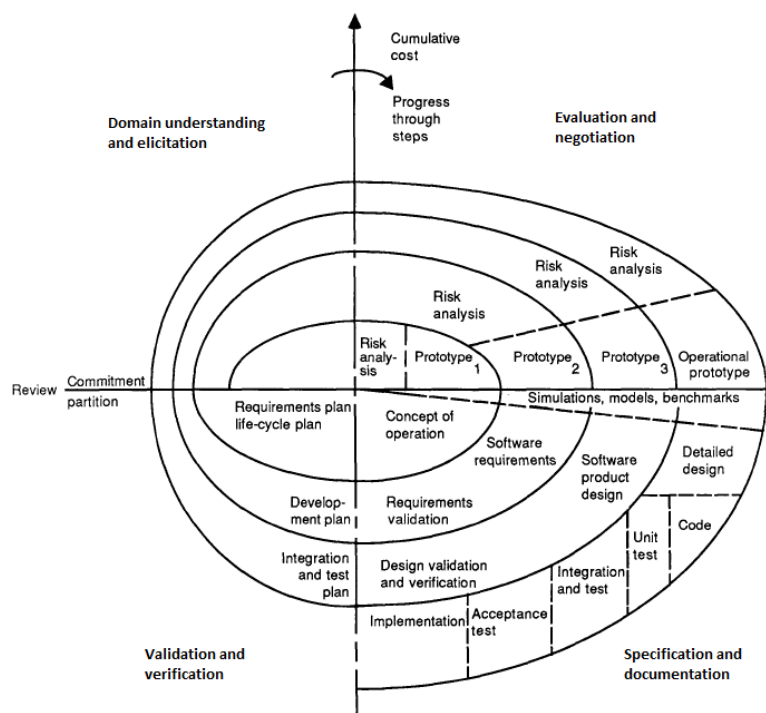 Cumulative
cost
Progress
through
steps
Domain understanding
and elicitation
Evaluation and
negotiation
Risk
analysis
Risk
analysis
Risk
analysis
Risk
analy-
sis
Prototype
1
Prototype
2
Prototype
3
Operational
prototype
Review
Commitment
partition
Simulations, models, benchmarks
Requirements plan
life-cycle plan
Concept of
operation
Software
requirements
Software
product
design
Detailed
design
Develop-
ment plan
Requirements
validation
Code
Unit
test
Integration
and test
plan
Design validation
and verification
Integration
and test
Acceptance
test
Implementation
Validation and
verification
Specification and
documentation